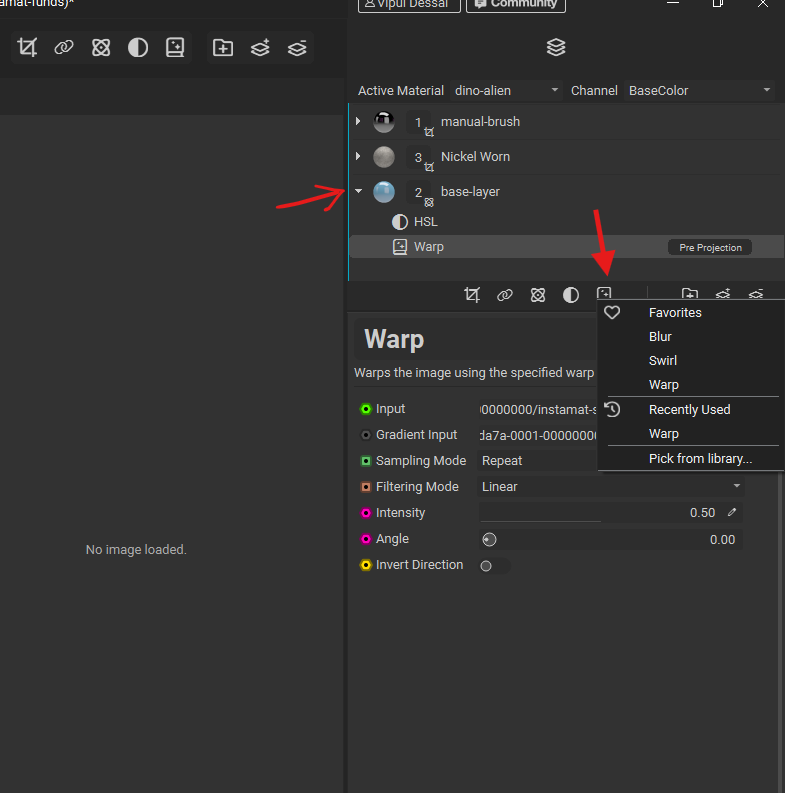 amat-funds)*
Vipul Dessai
Community
Active Material dino-alien Channel BaseColor
1 manual-brush
3 Nickel Worn
2 base-layer
HSL
Warp Pre Projection
Favorites
Blur
Swirl
Warp
Recently Used
Warp
Pick from library...
Warp
Warps the image using the specified warp
Input 0000000/instamat-s
Gradient Input da7a-0001-00000000
Sampling Mode Repeat
Filtering Mode Linear
Intensity 0.50
Angle 0.00
Invert Direction
No image loaded.